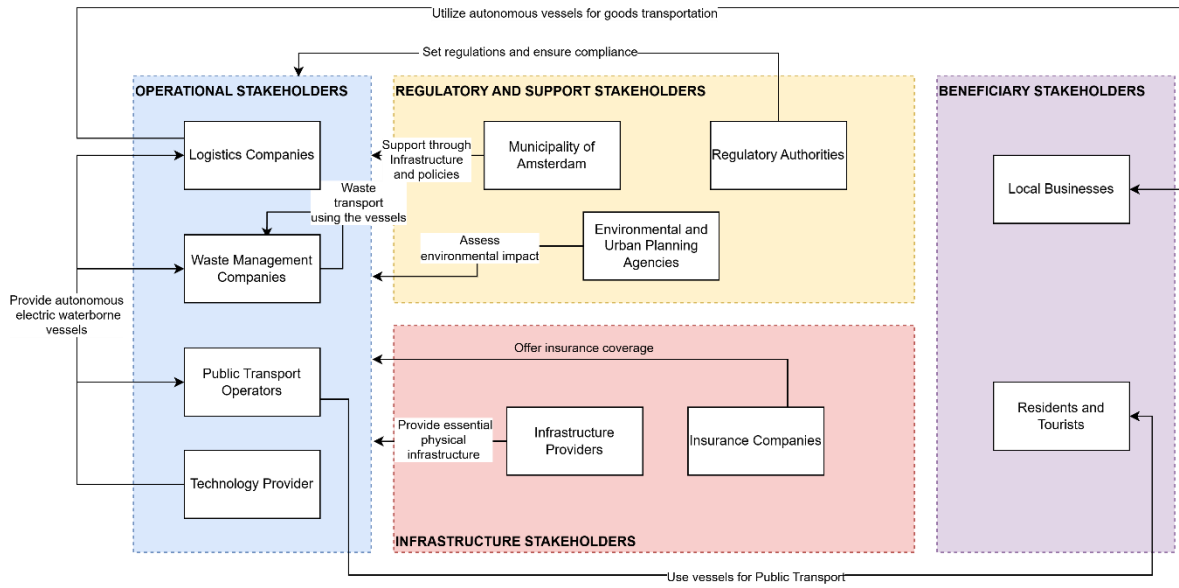 Utilize autonomous vessels for goods transportation
Set regulations and ensure compliance
OPERATIONAL STAKEHOLDERS
Logistics Companies
Waste Management
Companies
Public Transport
Operators
Technology Provider
Provide autonomous
electric waterborne
vessels
Waste
transport
using the vessels
REGULATORY AND SUPPORT STAKEHOLDERS
Support through
Infrastructure
and policies
Municipality of
Amsterdam
Regulatory Authorities
Assess
environmental impact
Environmental and
Urban Planning
Agencies
Offer insurance coverage
Provide essential
physical
infrastructure
Infrastructure
Providers
Insurance Companies
INFRASTRUCTURE STAKEHOLDERS
BENEFICIARY STAKEHOLDERS
Local Businesses
Residents and
Tourists
Use vessels for Public Transport